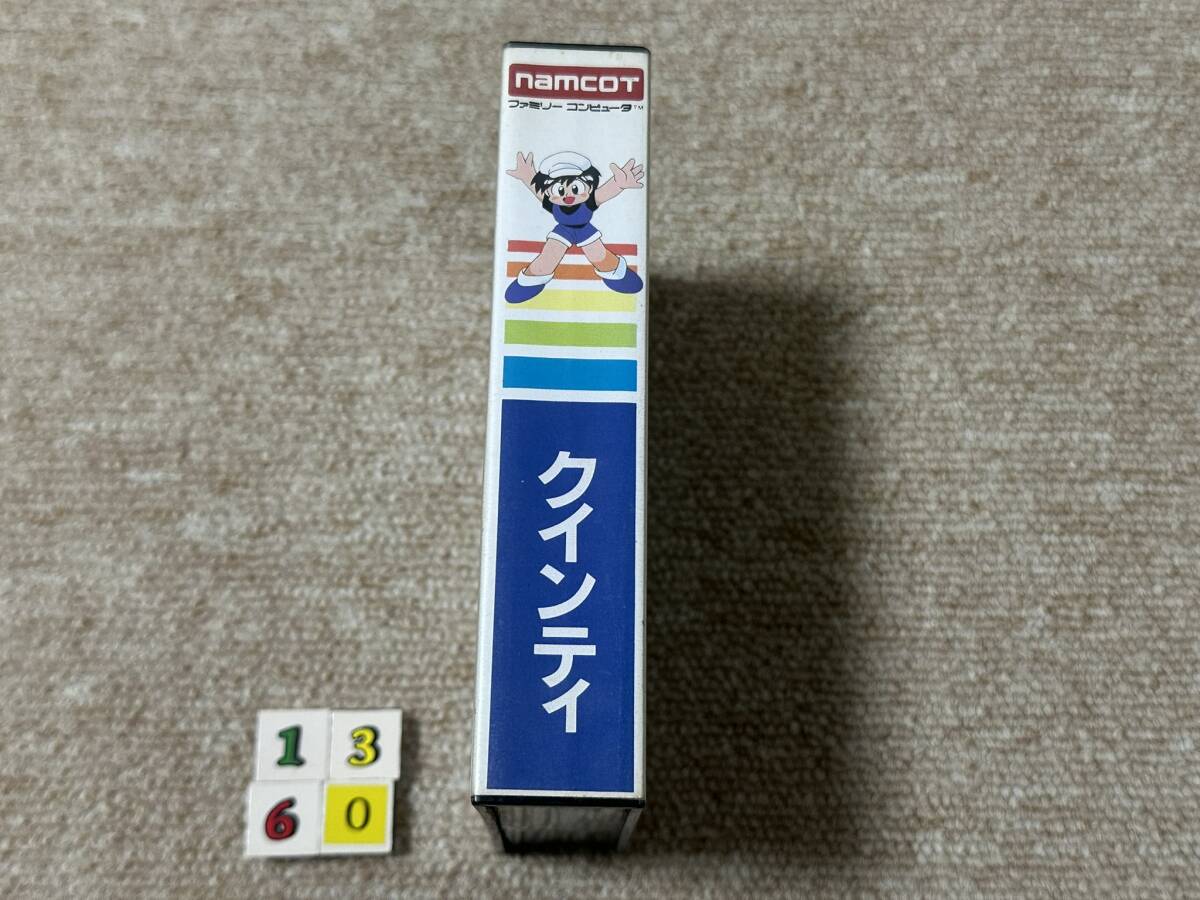 namcot
ファミリー コンピュータ™
クインティ
1 3
6 0